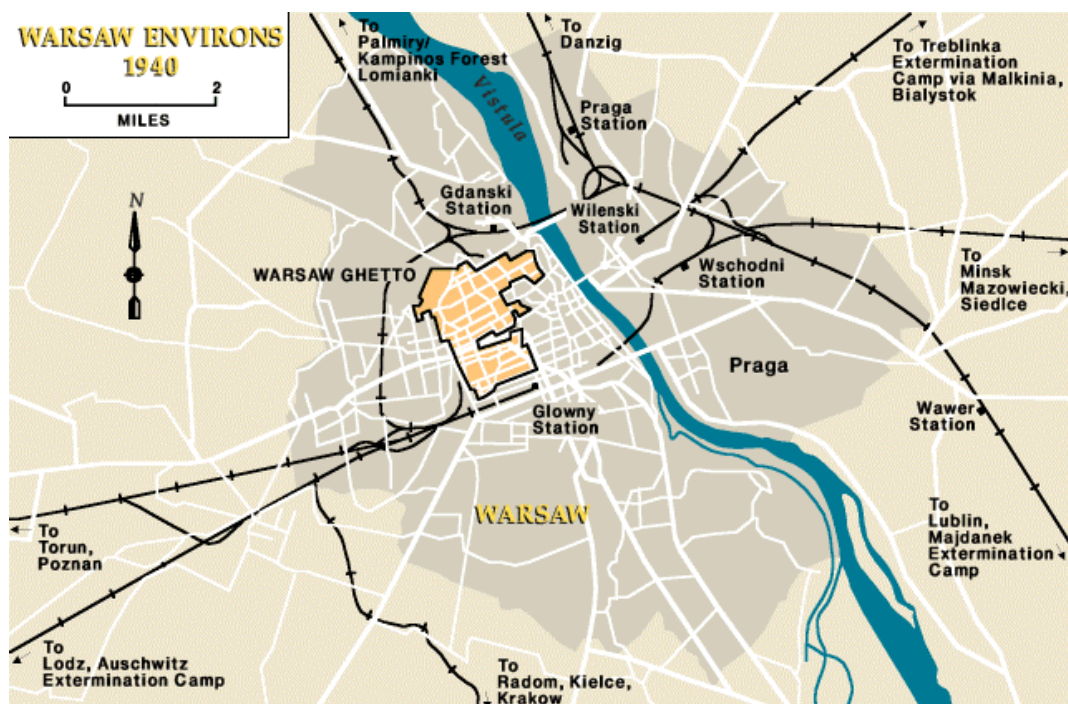 WARSAW ENVIRONS
1940
0 2
MILES
To
Palmiry/
Kampinos Forest
Lomianki
To
Danzig
To Treblinka
Extermination
Camp via Malkinia,
Bialystok
Vistula
Praga
Station
N
Gdanski
Station
Wilenski
Station
WARSAW GHETTO
Wschodni
Station
To
Minsk
Mazowiecki,
Siedlce
Praga
Glowny
Station
Wawer
Station
WARSAW
To
Torun,
Poznan
To
Lublin,
Majdanek
Extermination
Camp
To
Lodz, Auschwitz
Extermination Camp
To
Radom, Kielce,
Krakow